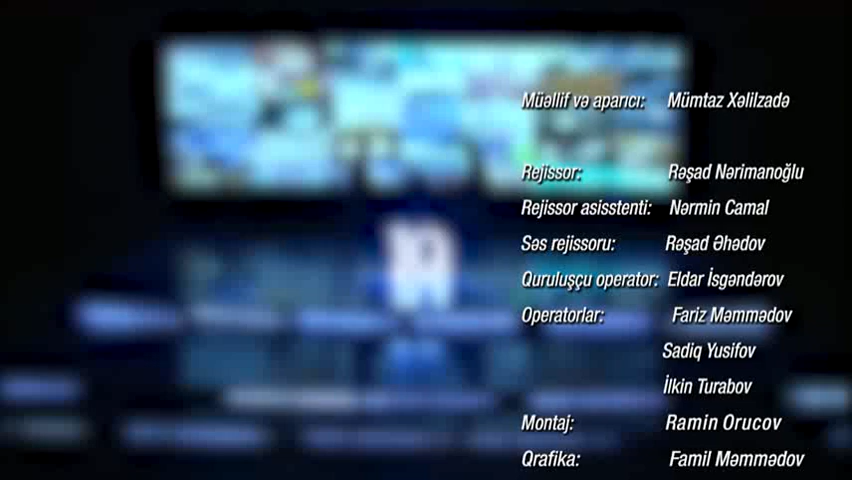 Müəllif və aparıcı: Mümtaz Xəlilzadə
Rejissor: Rəşad Nərimanoğlu
Rejissor asisstenti: Nərmin Camal
Səs rejissoru: Rəşad Əhədov
Quruluşçu operator: Eldar İsgəndərov
Operatorlar: Fariz Məmmədov
Sadiq Yusifov
İlkin Turabov
Montaj: Ramin Orucov
Qrafika: Famil Məmmədov